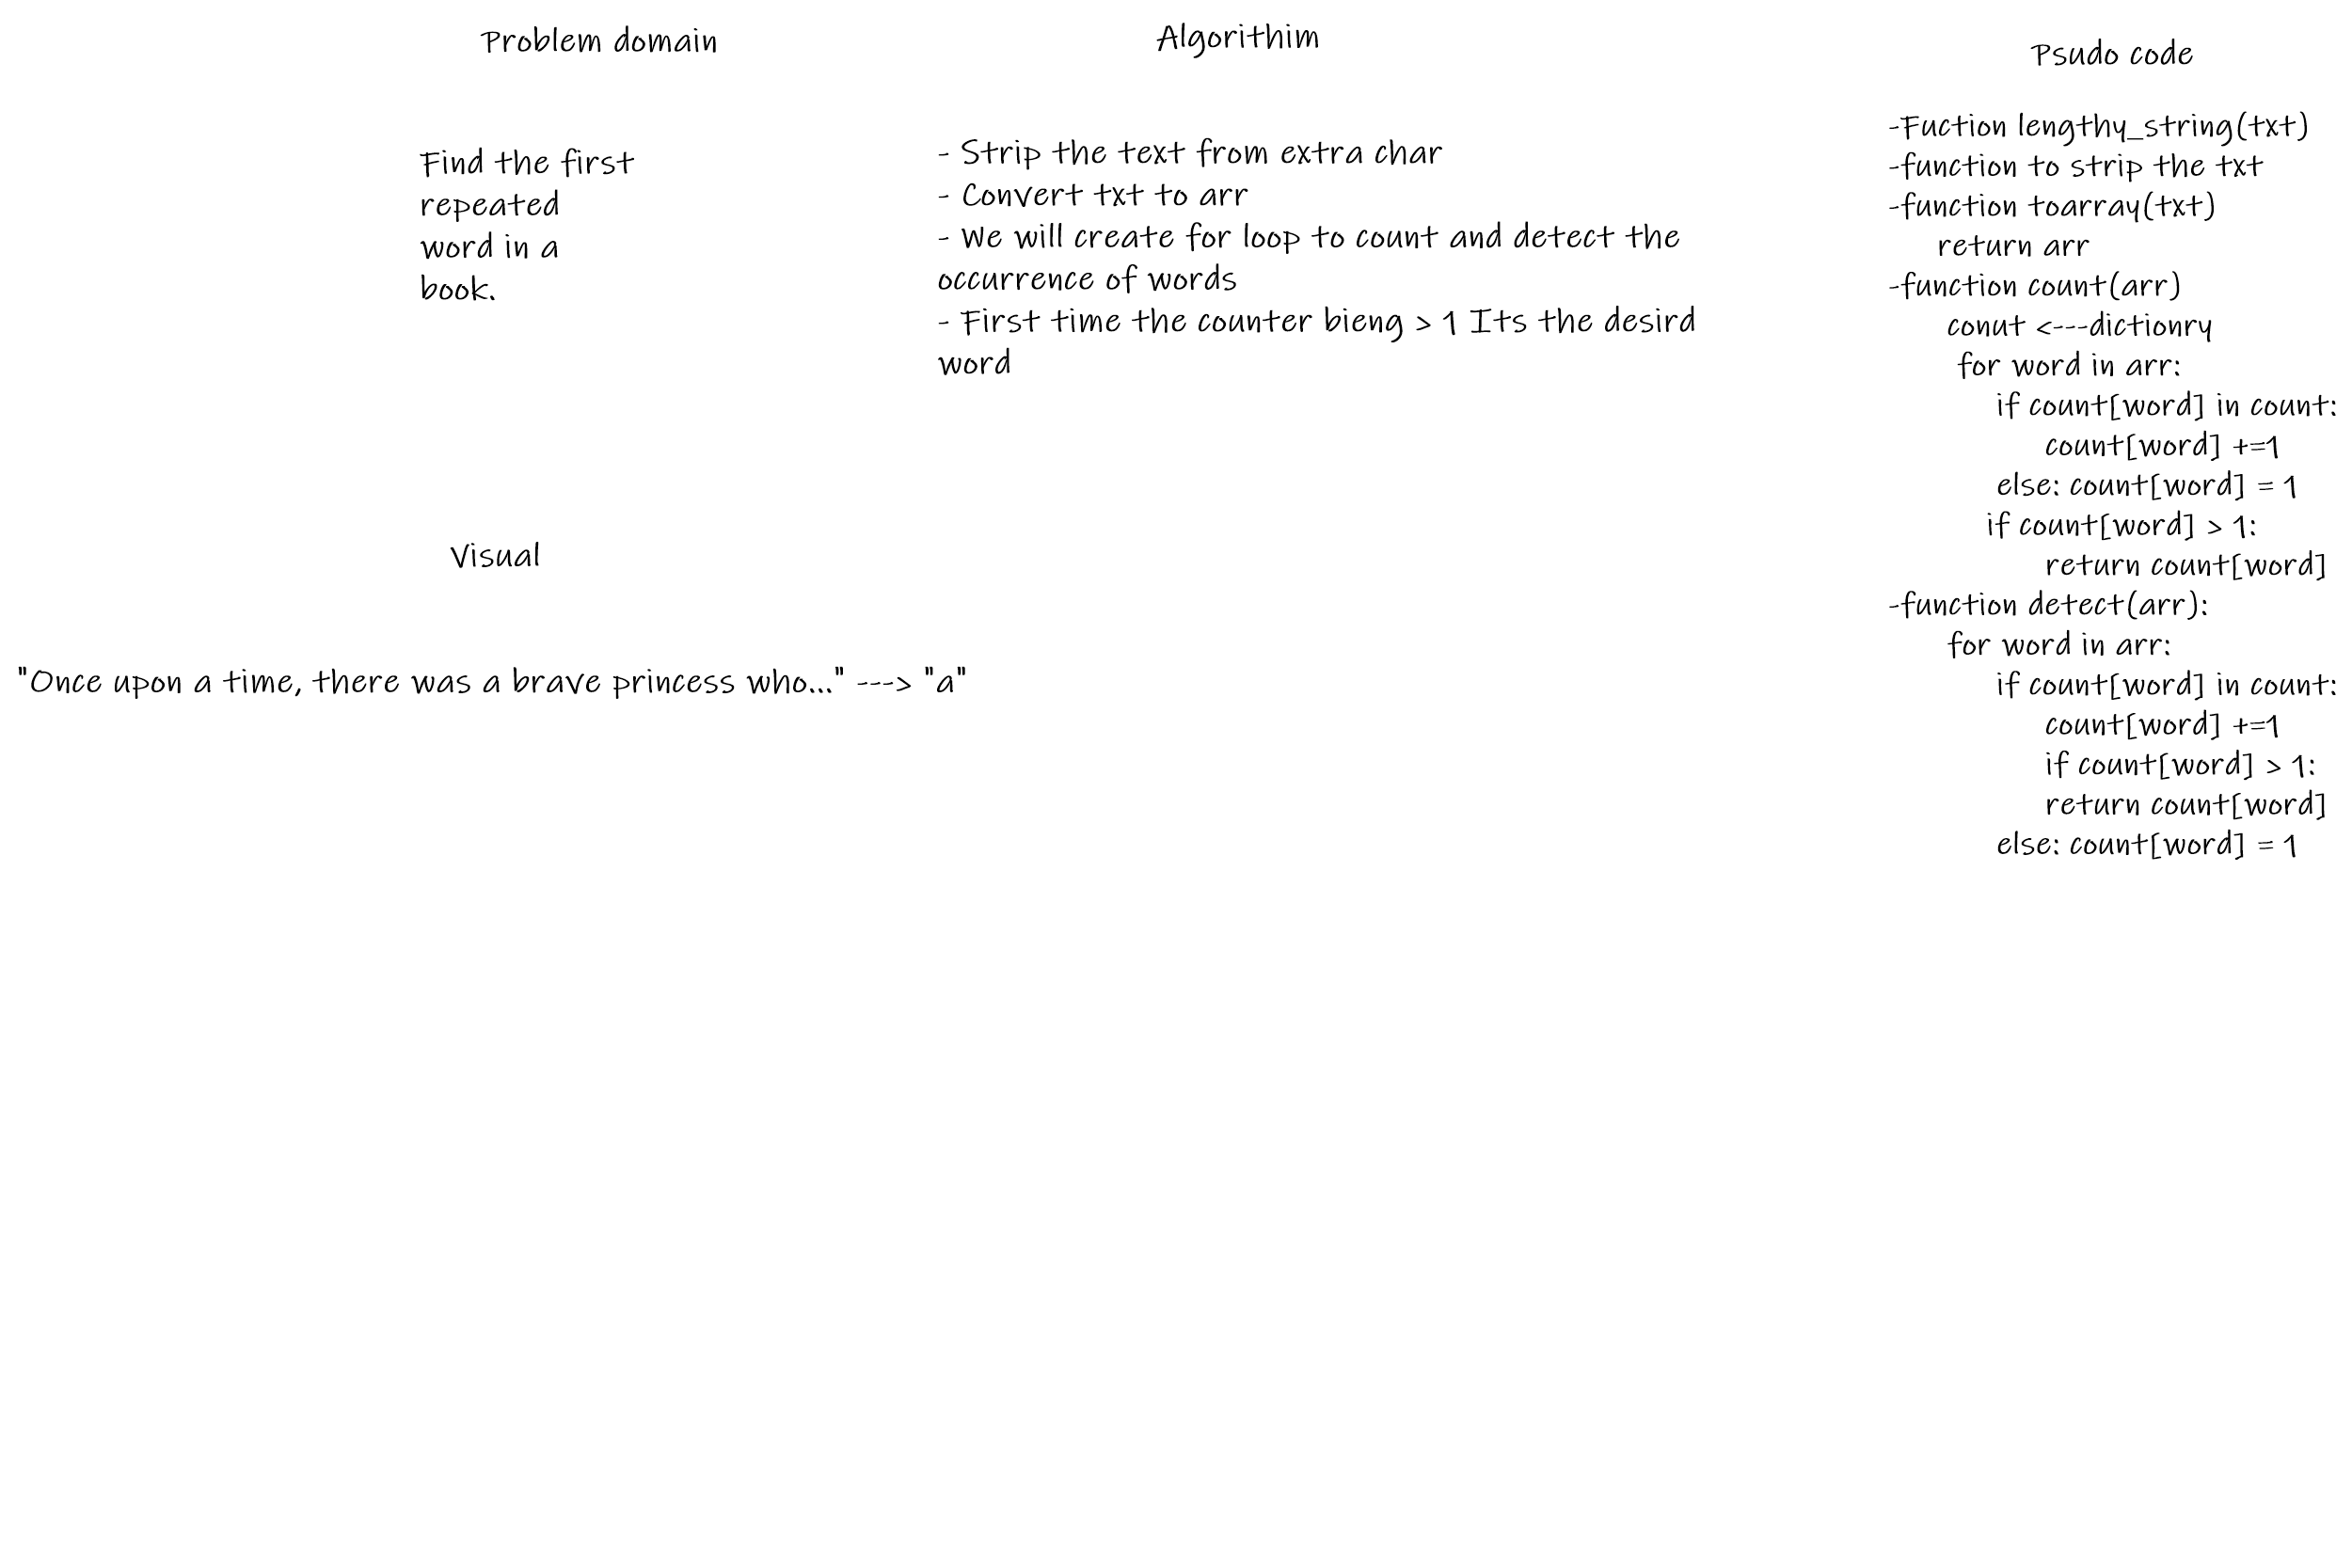 Problem domain
Find the first
repeated
word in a
book.
Algorithim
- Strip the text from extra char
- Convert txt to arr
- We will create for loop to count and detect the
occurrence of words
- First time the counter bieng > 1 Its the desird
word
Psudo code
-Fuction lengthy_string(txt)
-function to strip the txt
-function toarray(txt)
return arr
-function count(arr)
conut <---dictionry
for word in arr:
if count[word] in count:
count[word] +=1
else: count[word] = 1
if count[word] > 1:
return count[word]
-function detect(arr):
for word in arr:
if count[word] in count:
count[word] +=1
if count[word] > 1:
return count[word]
else: count[word] = 1
Visual
"Once upon a time, there was a brave princess who..." ---> "a"